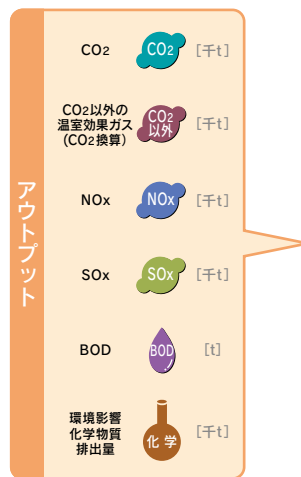 アウトプット
CO2 CO2 [千t]
CO2以外の
温室効果ガス
(CO2換算)
CO2
以外
[千t]
NOx NOx [千t]
SOx SOx [千t]
BOD BOD [t]
環境影響
化学物質
排出量
化学 [千t]